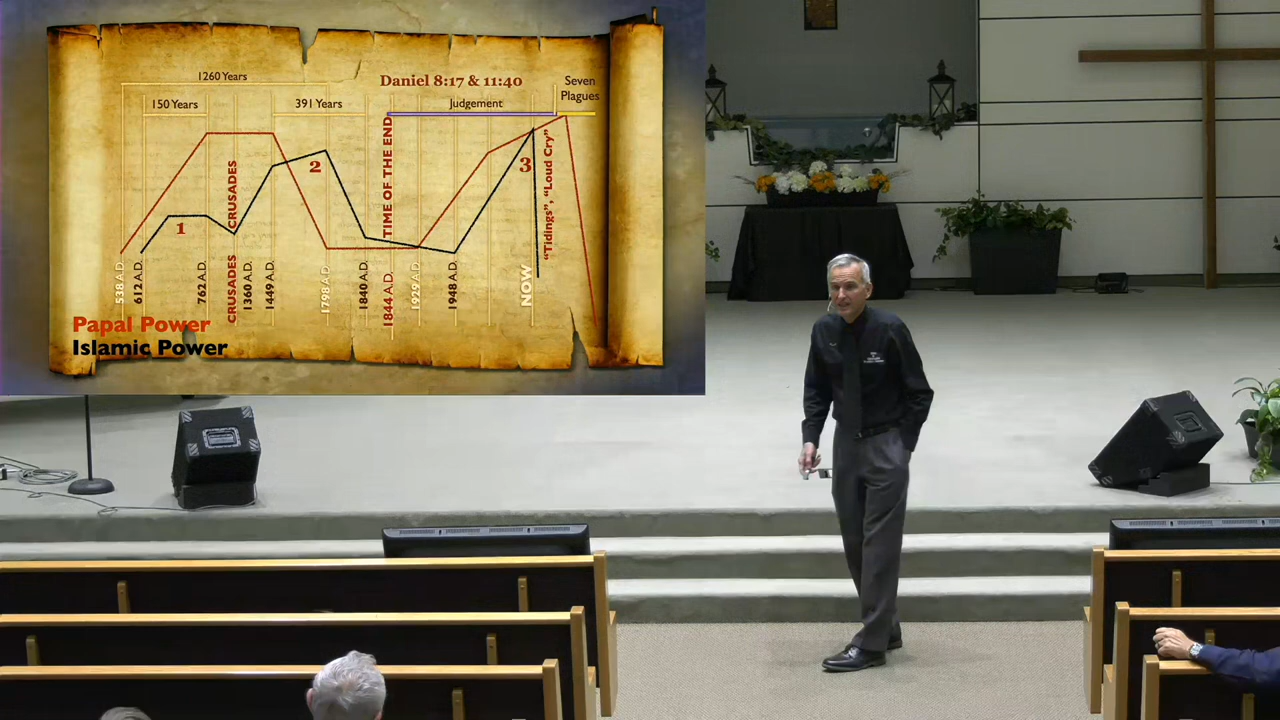 1260 Years
Daniel 8:17 & 11:40
Seven
Plagues
150 Years
391 Years
Judgement
1
CRUSADES
2
TIME OF THE END
3
"Tidings", "Loud Cry"
538 A.D.
612 A.D.
762 A.D.
CRUSADES
1360 A.D.
1449 A.D.
1798 A.D.
1840 A.D.
1844 A.D.
1929 A.D.
1948 A.D.
NOW
Papal Power
Islamic Power